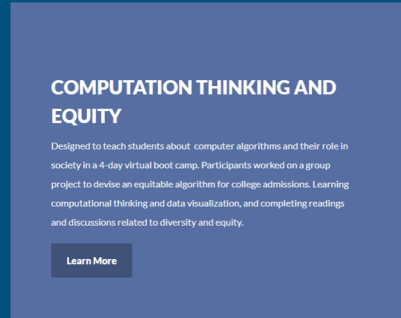 COMPUTATION THINKING AND
EQUITY
Designed to teach students about computer algorithms and their role in
society in a 4-day virtual boot camp. Participants worked on a group
project to devise an equitable algorithm for college admissions. Learning
computational thinking and data visualization, and completing readings
and discussions related to diversity and equity.
Learn More